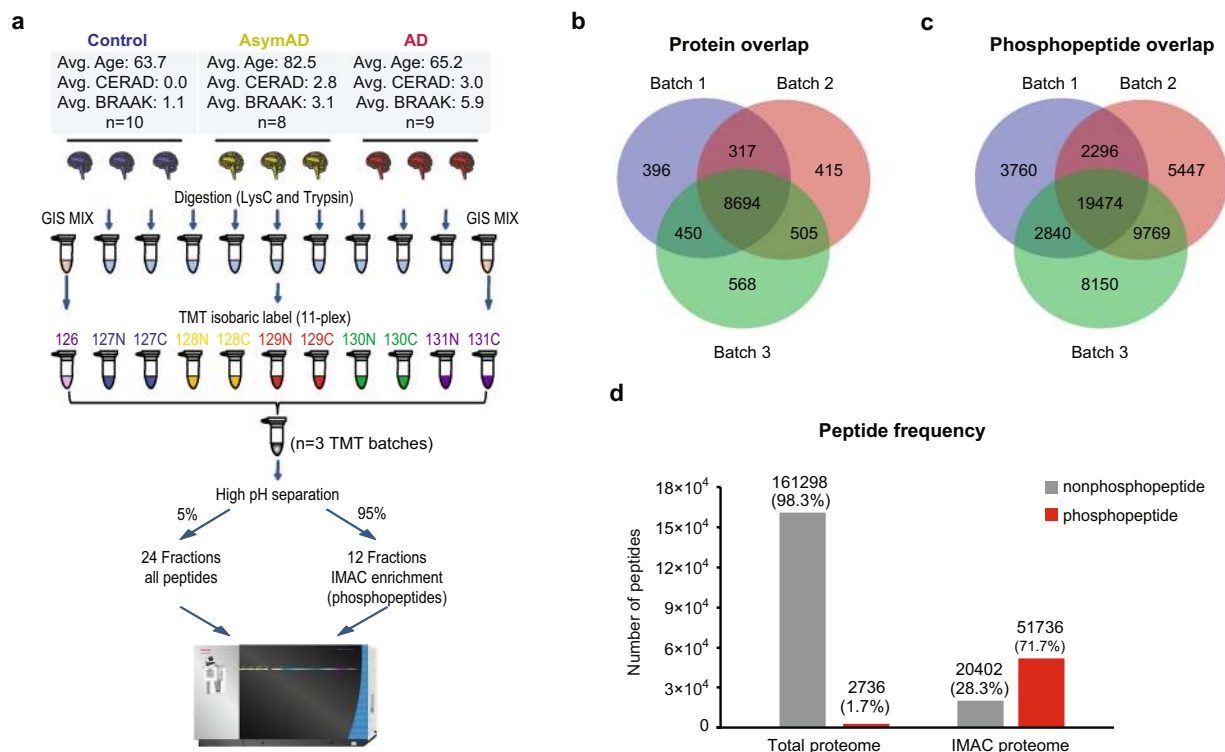 a
Control
AsymAD
AD
Avg. Age: 63.7
Avg. CERAD: 0.0
Avg. BRAAK: 1.1
n=10
Avg. Age: 82.5
Avg. CERAD: 2.8
Avg. BRAAK: 3.1
n=8
Avg. Age: 65.2
Avg. CERAD: 3.0
Avg. BRAAK: 5.9
n=9
Digestion (LysC and Trypsin)
GIS MIX
GIS MIX
TMT isobaric label (11-plex)
126 127N 127C 128N 128C 129N 129C 130N 130C 131N 131C
(n=3 TMT batches)
High pH separation
5%
95%
24 Fractions
all peptides
12 Fractions
IMAC enrichment
(phosphopeptides)
b
Protein overlap
Batch 1
Batch 2
317
396
415
8694
450
505
568
Batch 3
c
Phosphopeptide overlap
Batch 1
Batch 2
2296
3760
5447
19474
2840
9769
8150
Batch 3
d
Peptide frequency
Number of peptides
18×10⁴
15×10⁴
12×10⁴
9×10⁴
6×10⁴
3×10⁴
0
161298
(98.3%)
2736
(1.7%)
20402
(28.3%)
51736
(71.7%)
nonphosphopeptide
phosphopeptide
Total proteome
IMAC proteome